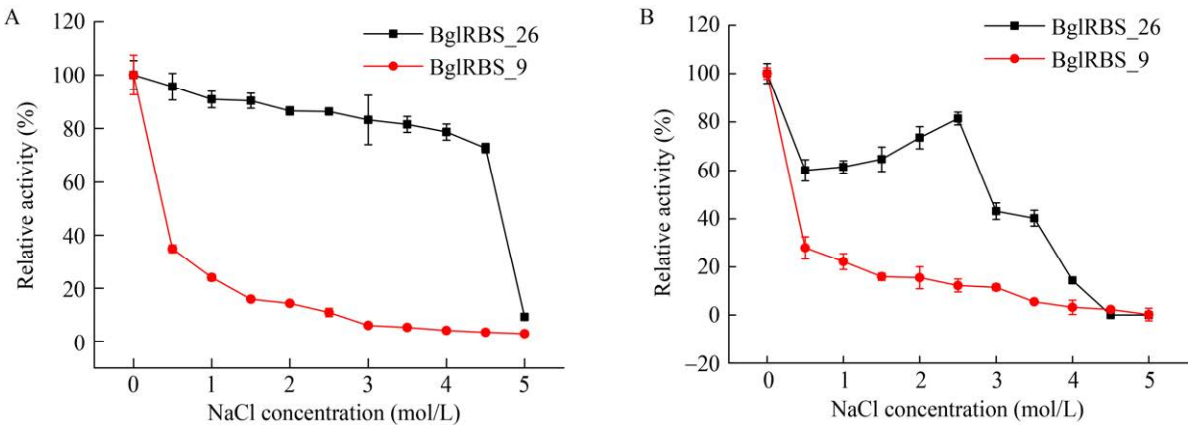 A
120
100
80
60
40
20
0
Relative activity (%)
BglRBS_26
BglRBS_9
0 1 2 3 4 5
NaCl concentration (mol/L)
B
120
100
80
60
40
20
0
−20
Relative activity (%)
BglRBS_26
BglRBS_9
0 1 2 3 4 5
NaCl concentration (mol/L)